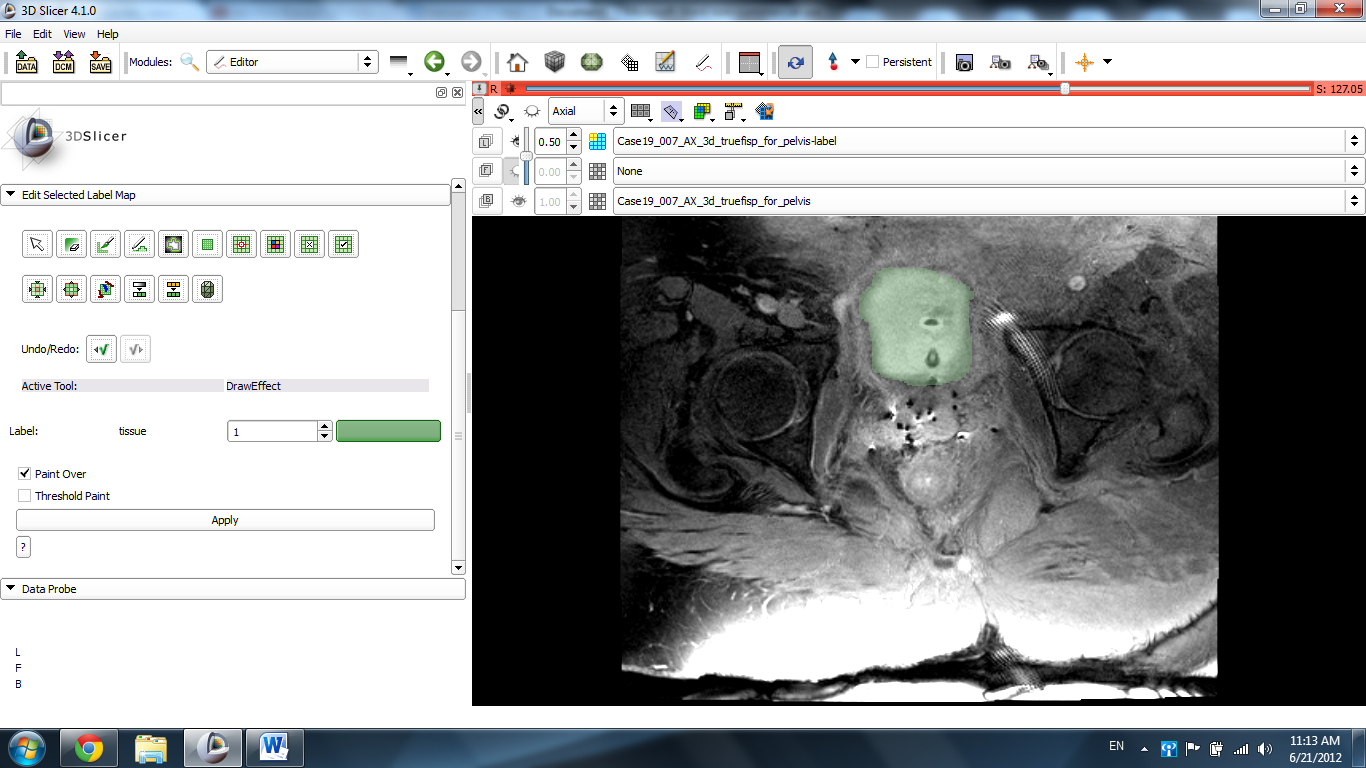 3D Slicer 4.1.0
File Edit View Help
DATA DCM SAVE Modules: Editor Persistent
R S: 127.05
Axial
3DSlicer
L 0.50 Case19_007_AX_3d_truefisp_for_pelvis-label
F 0.00 None
B 1.00 Case19_007_AX_3d_truefisp_for_pelvis
Edit Selected Label Map
Undo/Redo:
Active Tool: DrawEffect
Label: tissue 1
Paint Over
Threshold Paint
Apply
?
Data Probe
L
F
B
EN 11:13 AM
6/21/2012